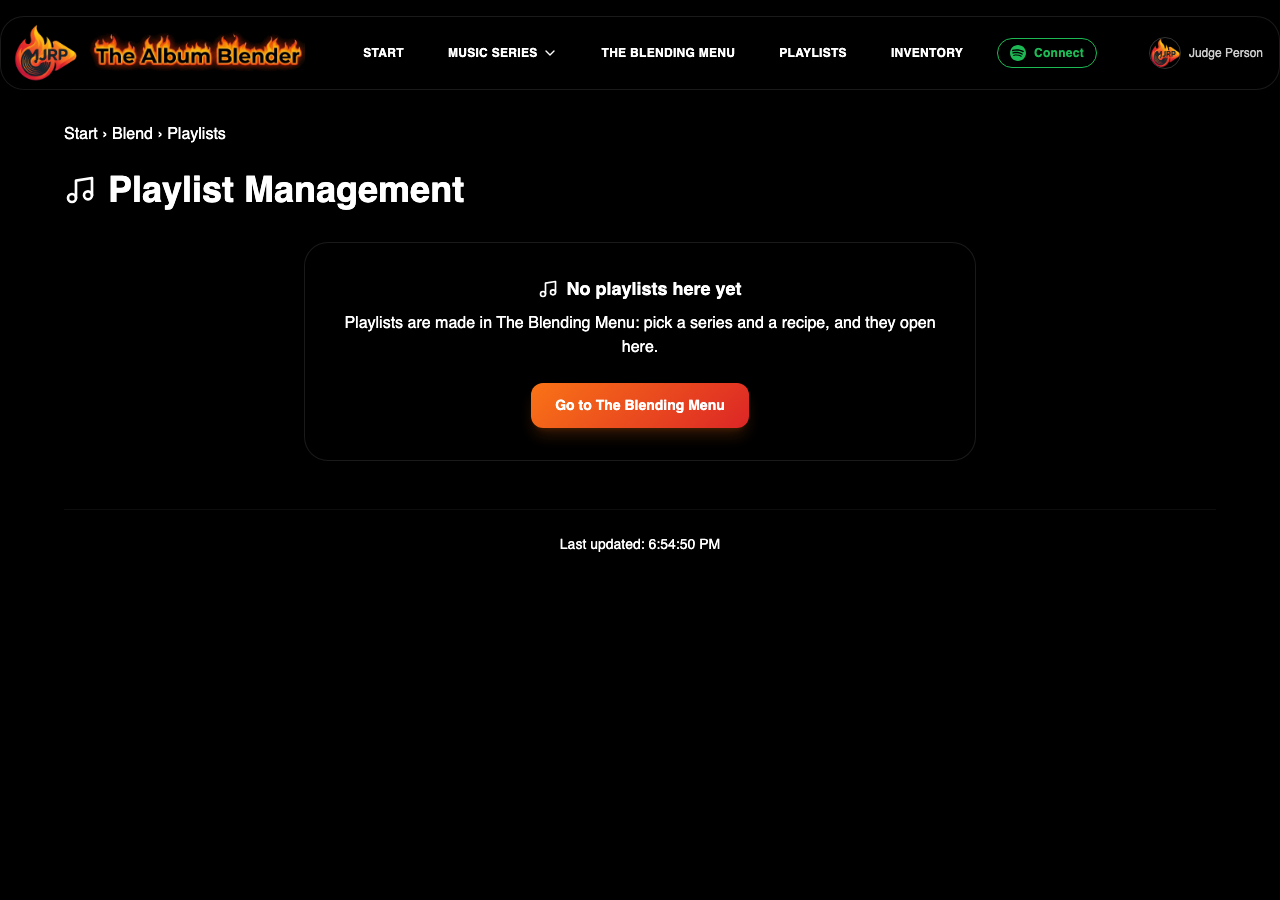 JRP
The Album Blender
START
MUSIC SERIES
THE BLENDING MENU
PLAYLISTS
INVENTORY
Connect
JRP
Judge Person
Start › Blend › Playlists
Playlist Management
No playlists here yet
Playlists are made in The Blending Menu: pick a series and a recipe, and they open
here.
Go to The Blending Menu
Last updated: 6:54:50 PM